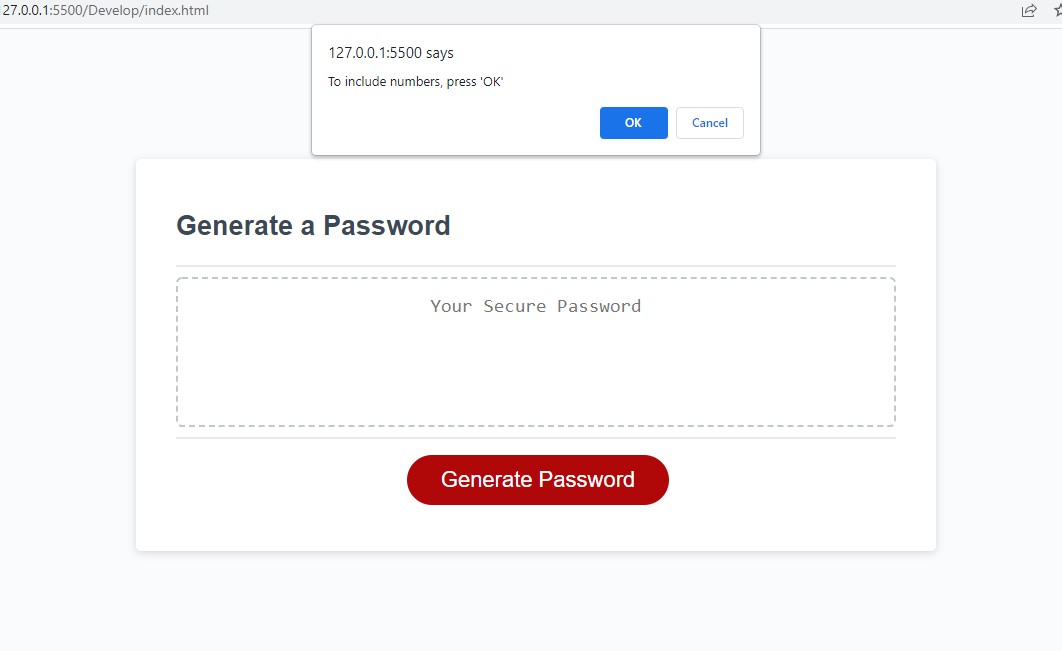 27.0.0.1:5500/Develop/index.html
127.0.0.1:5500 says
To include numbers, press 'OK'
OK Cancel
Generate a Password
Your Secure Password
Generate Password